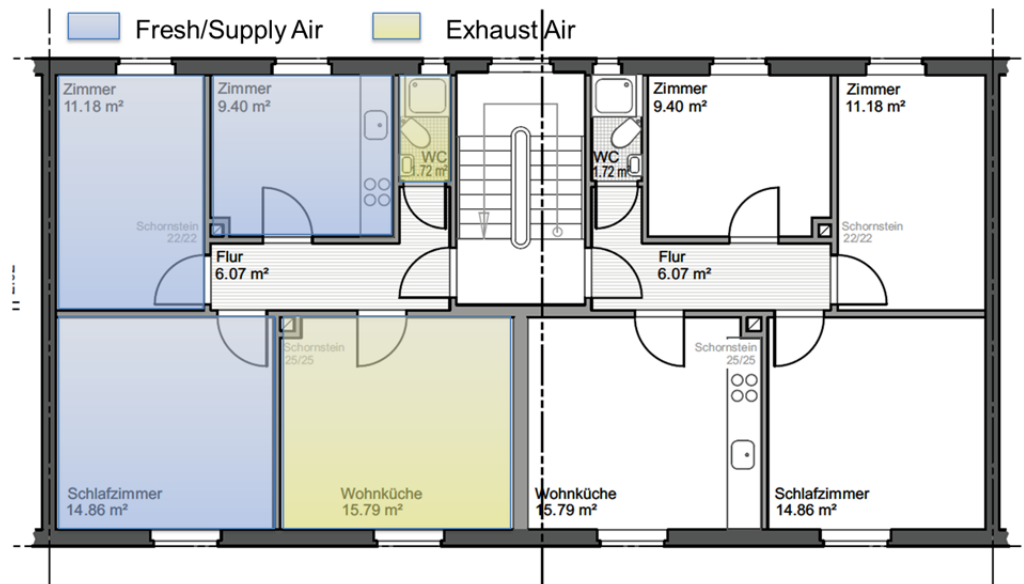 Fresh/Supply Air
Exhaust Air
Zimmer
11.18 m²
Zimmer
9.40 m²
WC
1.72 m²
WC
1.72 m²
Zimmer
9.40 m²
Zimmer
11.18 m²
Schornstein
22/22
Schornstein
22/22
Flur
6.07 m²
Flur
6.07 m²
Schornstein
25/25
Schornstein
25/25
Schlafzimmer
14.86 m²
Wohnküche
15.79 m²
Wohnküche
15.79 m²
Schlafzimmer
14.86 m²